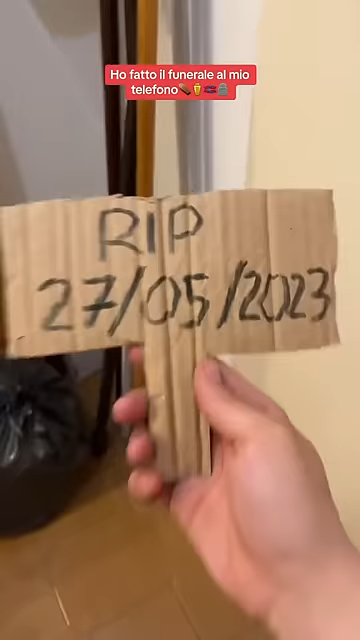 Ho fatto il funerale al mio
telefono⚰️⚱️🫦🪦
RIP
27/05/2023